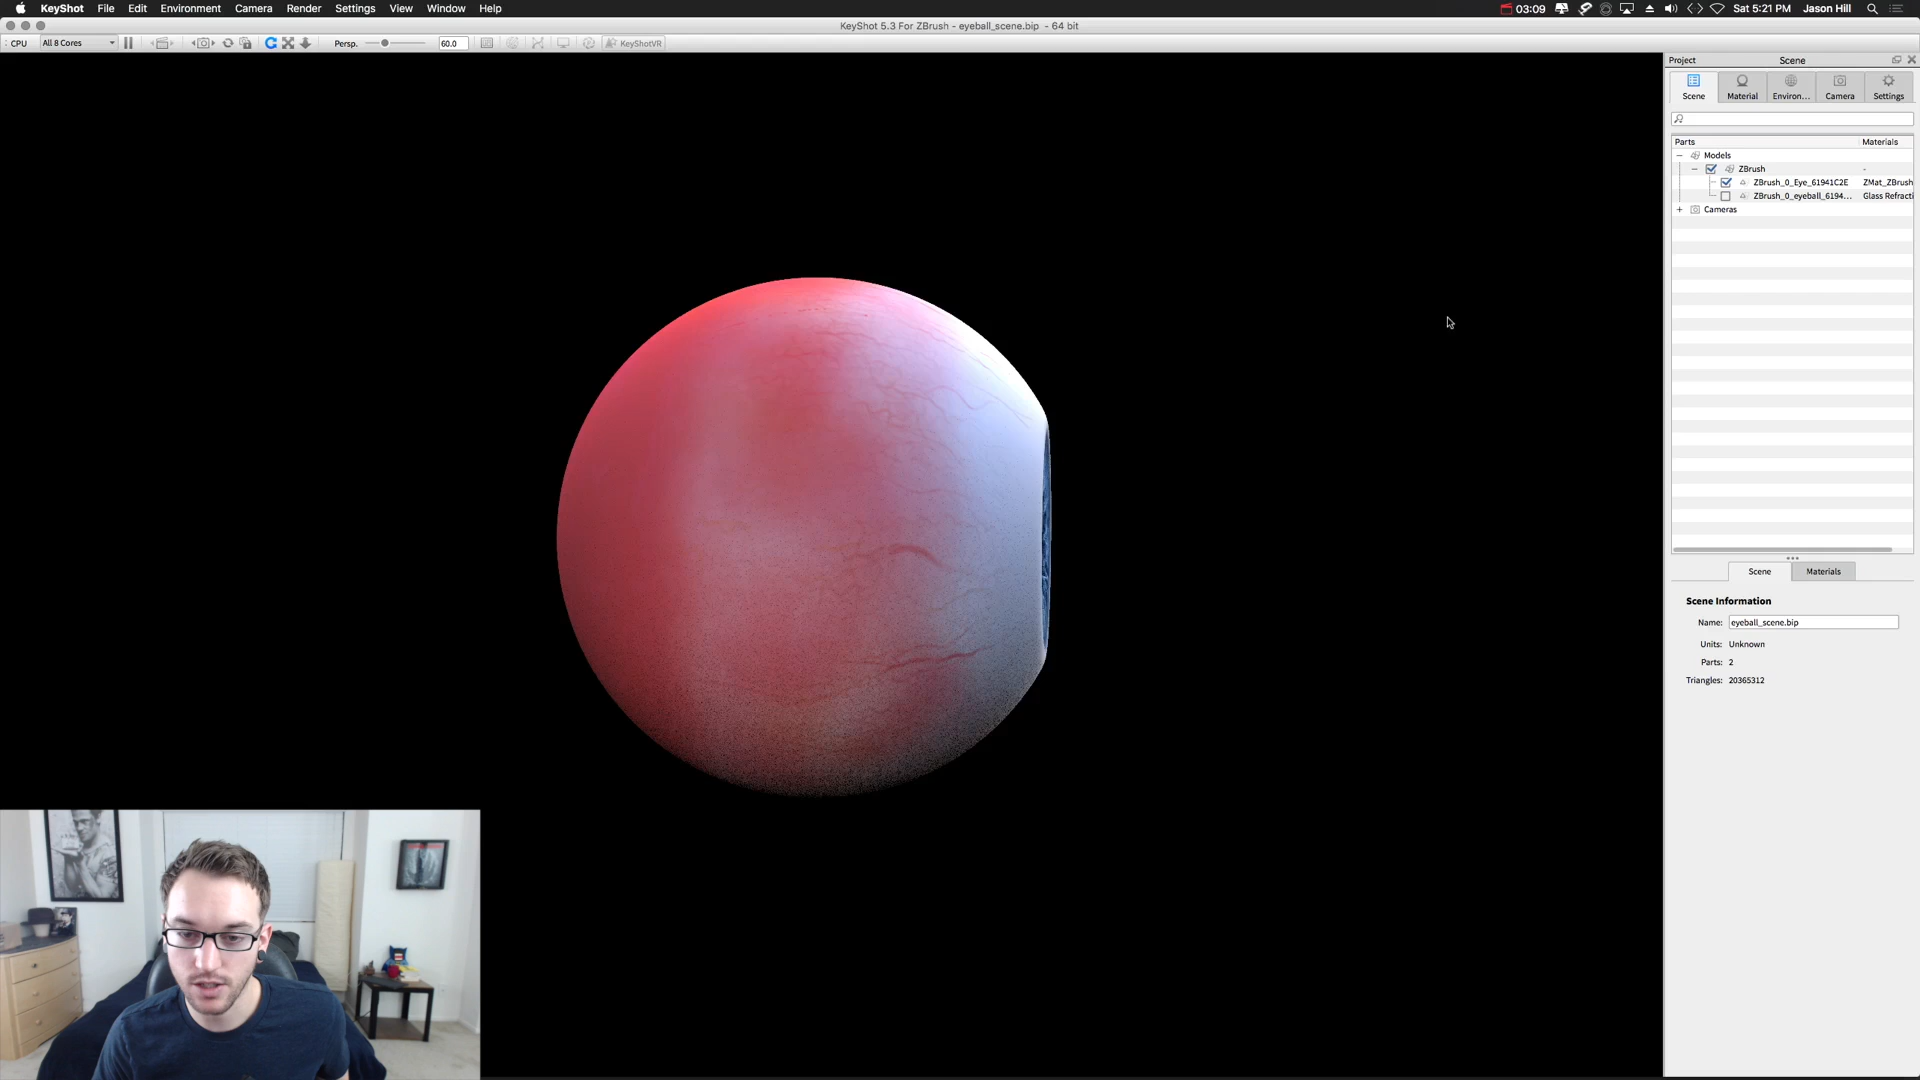 KeyShot File Edit Environment Camera Render Settings View Window Help 03:09 Sat 5:21 PM Jason Hill
KeyShot 5.3 For ZBrush - eyeball_scene.bip - 64 bit
CPU All 8 Cores Persp. 60.0 KeyShotVR
Project Scene
Scene Material Environ... Camera Settings
Parts Materials
Models
ZBrush -
ZBrush_0_Eye_61941C2E ZMat_ZBrush
ZBrush_0_eyeball_6194... Glass Refracti
Cameras
Scene Materials
Scene Information
Name: eyeball_scene.bip
Units: Unknown
Parts: 2
Triangles: 20365312